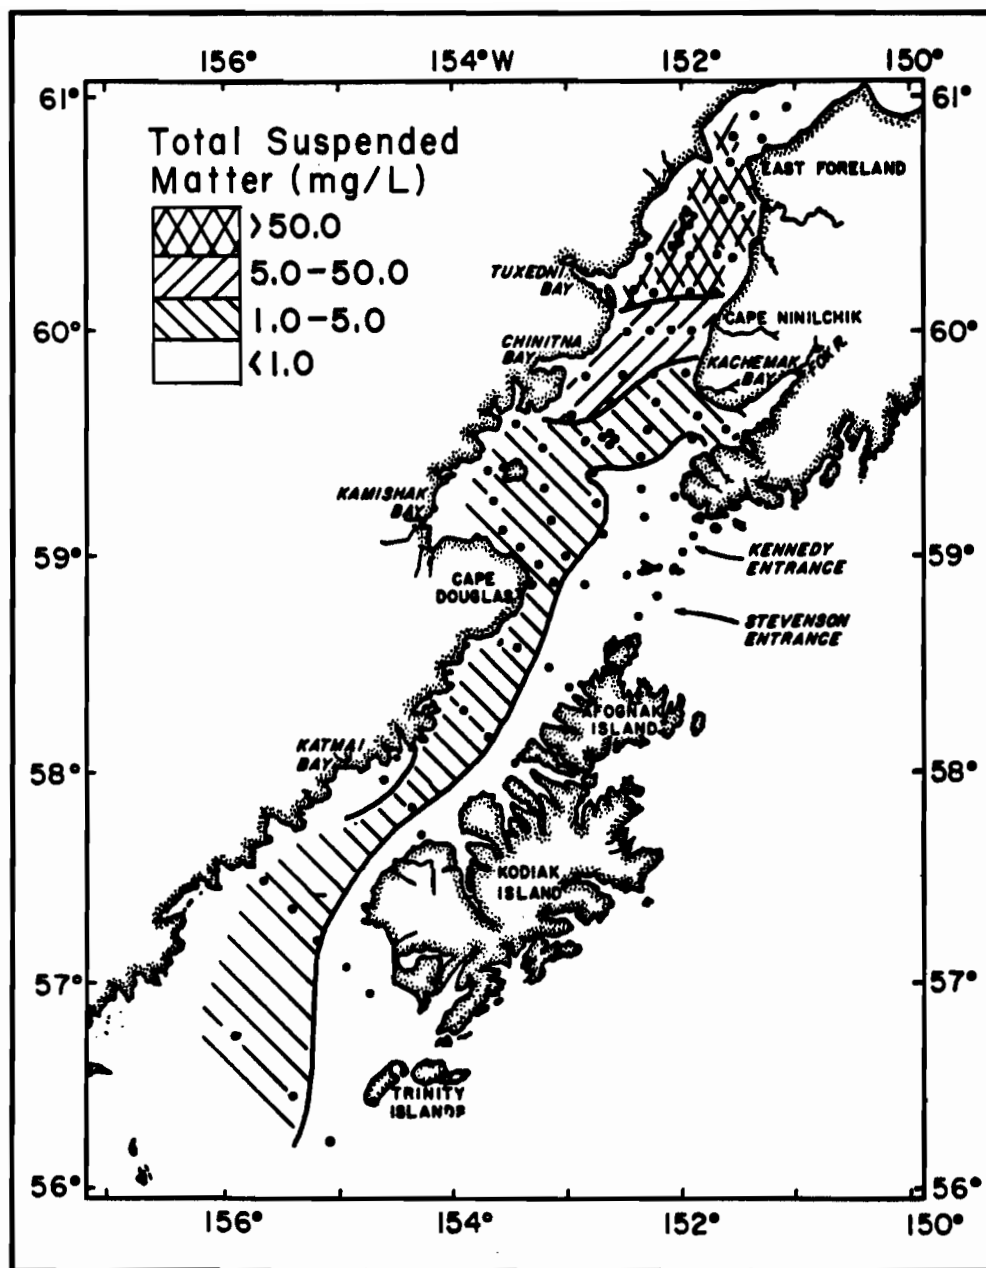 156°
154°W
152°
150°
61°
61°
Total Suspended
Matter (mg/L)
>50.0
5.0-50.0
1.0-5.0
<1.0
EAST FORELAND
TUXEDNI
BAY
60°
CAPE NINILCHIK
60°
CHINITNA
BAY
KACHEMAK
BAY
FOX R.
KAMISHAK
BAY
59°
59°
KENNEDY
ENTRANCE
CAPE
DOUGLAS
STEVENSON
ENTRANCE
AFOGNAK
ISLAND
KATMAI
BAY
58°
58°
KODIAK
ISLAND
57°
57°
TRINITY
ISLANDS
56°
56°
156°
154°
152°
150°